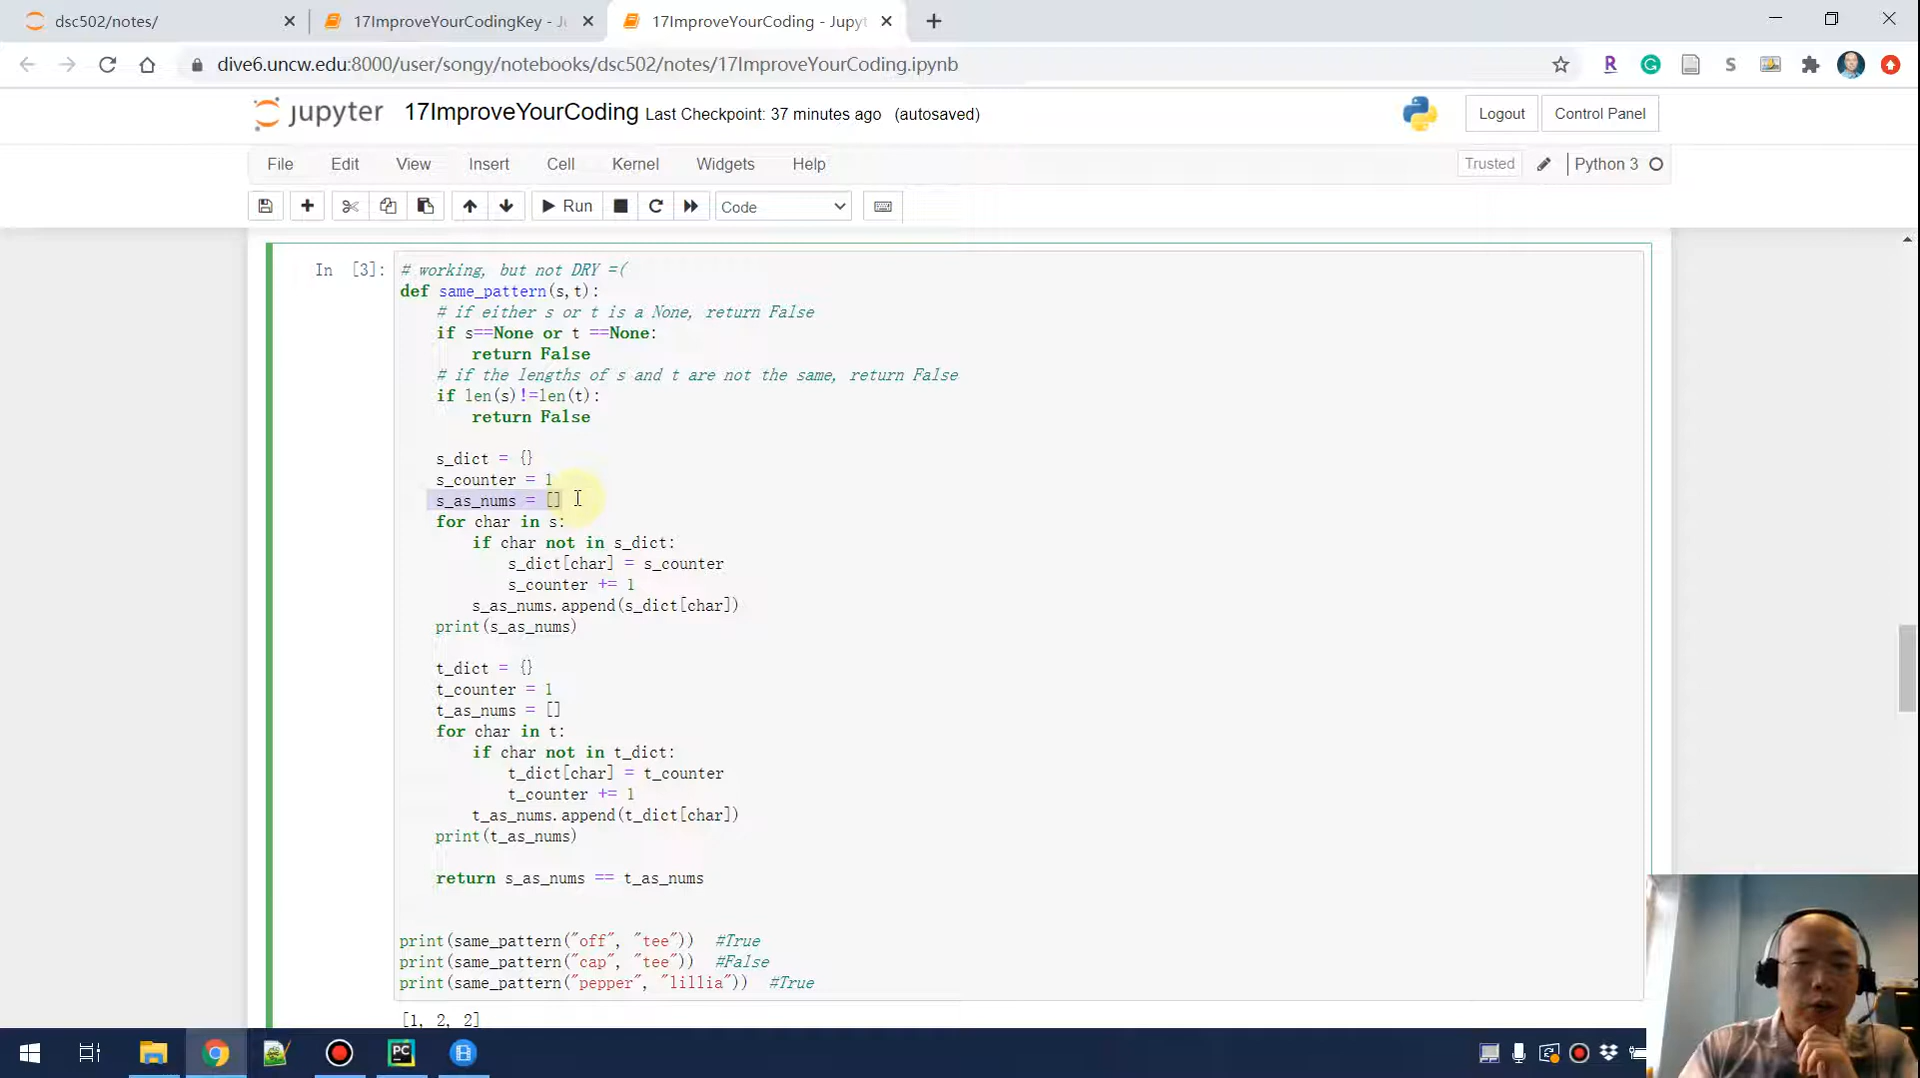 dsc502/notes/
17ImproveYourCodingKey - Ju
17ImproveYourCoding - Jupyt
dive6.uncw.edu:8000/user/songy/notebooks/dsc502/notes/17ImproveYourCoding.ipynb
jupyter 17ImproveYourCoding Last Checkpoint: 37 minutes ago (autosaved)
Logout
Control Panel
File Edit View Insert Cell Kernel Widgets Help
Trusted
Python 3
Run
Code
In [3]:
# working, but not DRY =(
def same_pattern(s,t):
    # if either s or t is a None, return False
    if s==None or t ==None:
        return False
    # if the lengths of s and t are not the same, return False
    if len(s)!=len(t):
        return False
    s_dict = {}
    s_counter = 1
    s_as_nums = []
    for char in s:
        if char not in s_dict:
            s_dict[char] = s_counter
            s_counter += 1
        s_as_nums.append(s_dict[char])
    print(s_as_nums)
    t_dict = {}
    t_counter = 1
    t_as_nums = []
    for char in t:
        if char not in t_dict:
            t_dict[char] = t_counter
            t_counter += 1
        t_as_nums.append(t_dict[char])
    print(t_as_nums)
    return s_as_nums == t_as_nums
print(same_pattern("off", "tee"))  #True
print(same_pattern("cap", "tee"))  #False
print(same_pattern("pepper", "lillia"))  #True
[1, 2, 2]